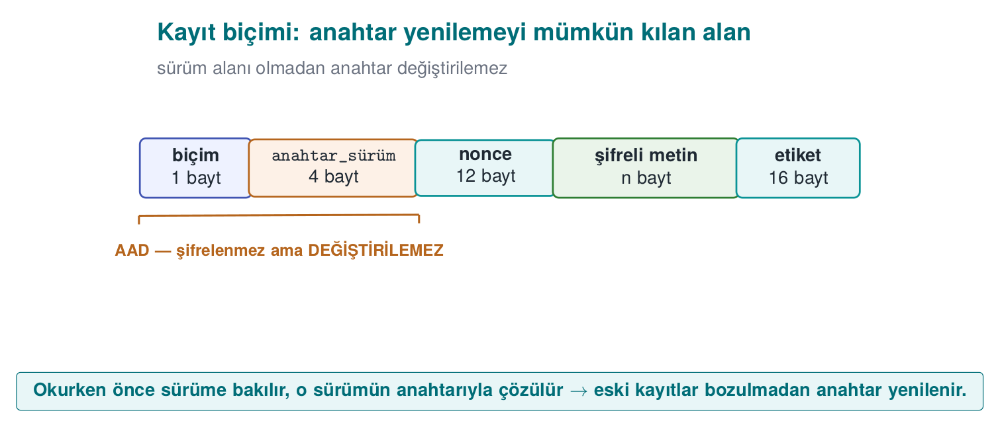 Kayıt biçimi: anahtar yenilemeyi mümkün kılan alan
sürüm alanı olmadan anahtar değiştirilemez
biçim
1 bayt
anahtar_sürüm
4 bayt
nonce
12 bayt
şifreli metin
n bayt
etiket
16 bayt
AAD — şifrelenmez ama DEĞİŞTİRİLEMEZ
Okurken önce sürüme bakılır, o sürümün anahtarıyla çözülür → eski kayıtlar bozulmadan anahtar yenilenir.